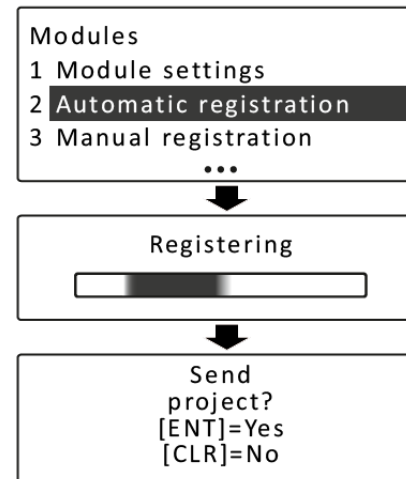 Modules
1 Module settings
2 Automatic registration
3 Manual registration
...
Registering
Send
project?
[ENT]=Yes
[CLR]=No